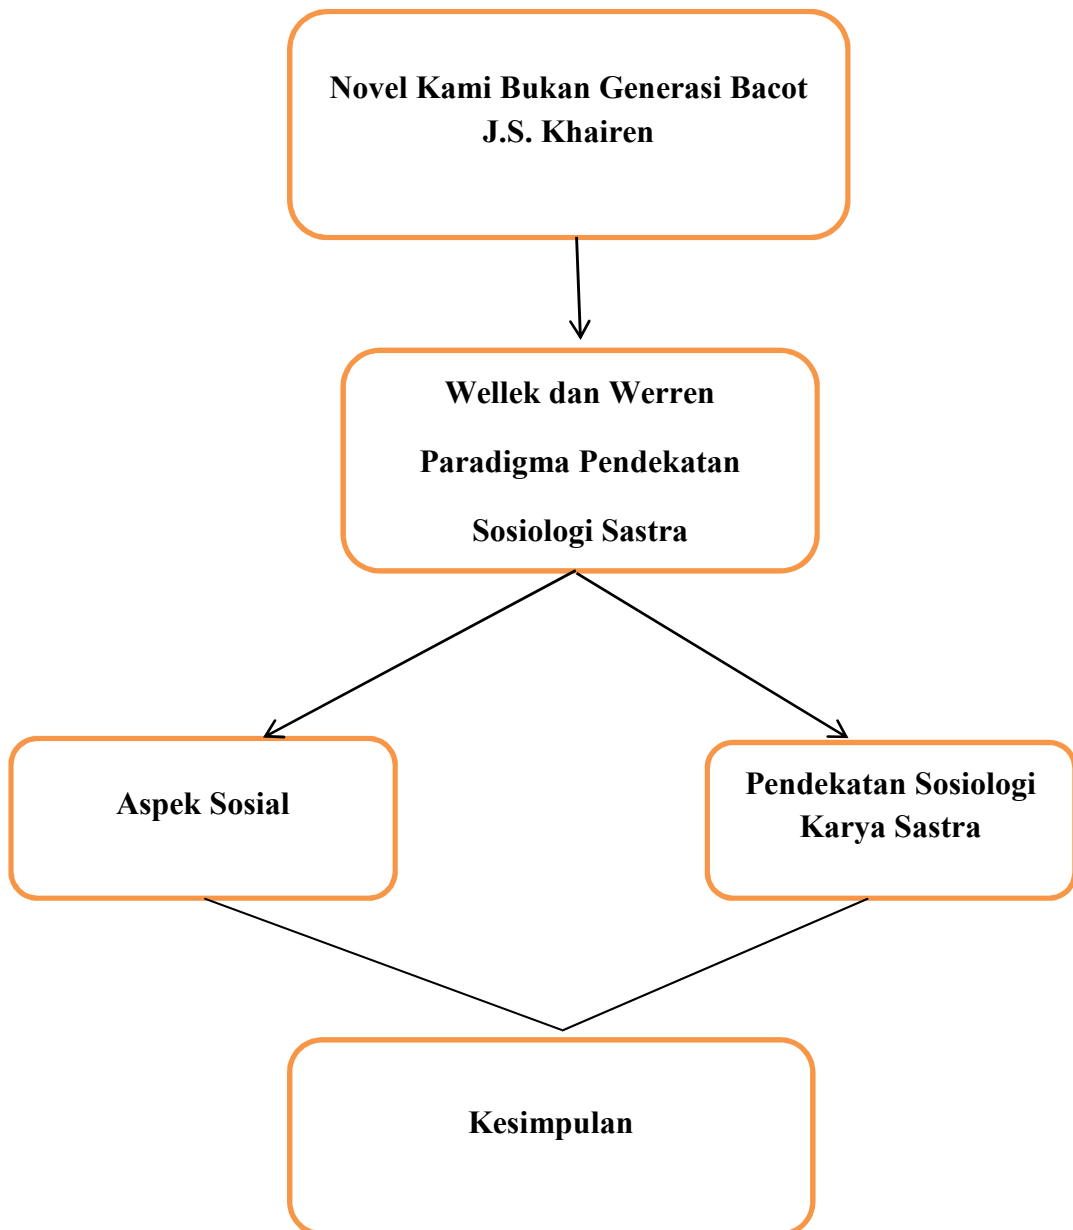 Novel Kami Bukan Generasi Bacot
J.S. Khairen
Wellek dan Werren
Paradigma Pendekatan
Sosiologi Sastra
Aspek Sosial
Pendekatan Sosiologi
Karya Sastra
Kesimpulan